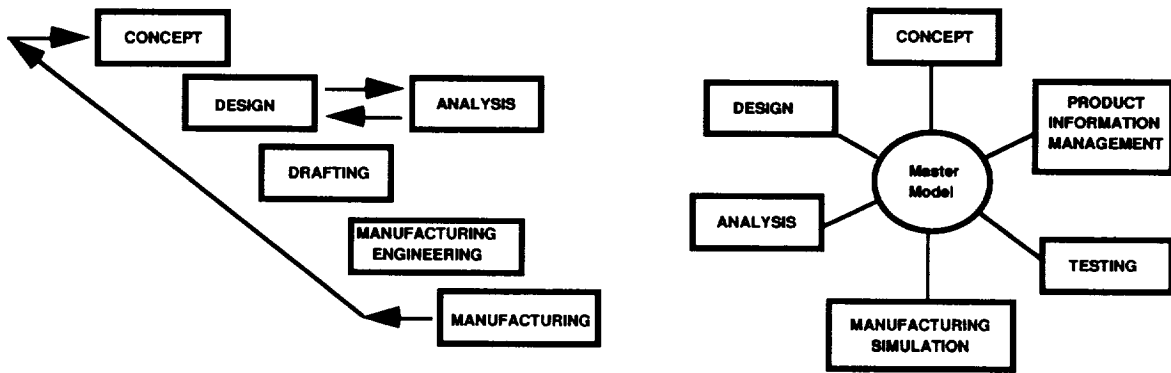 CONCEPT
DESIGN
ANALYSIS
DRAFTING
MANUFACTURING
ENGINEERING
MANUFACTURING
CONCEPT
DESIGN
PRODUCT
INFORMATION
MANAGEMENT
Master
Model
ANALYSIS
TESTING
MANUFACTURING
SIMULATION